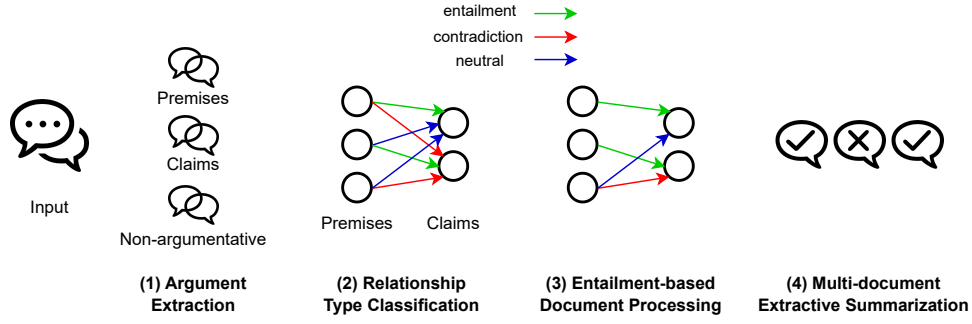 entailment
contradiction
neutral
Input
Premises
Claims
Non-argumentative
Premises
Claims
(1) Argument
Extraction
(2) Relationship
Type Classification
(3) Entailment-based
Document Processing
(4) Multi-document
Extractive Summarization